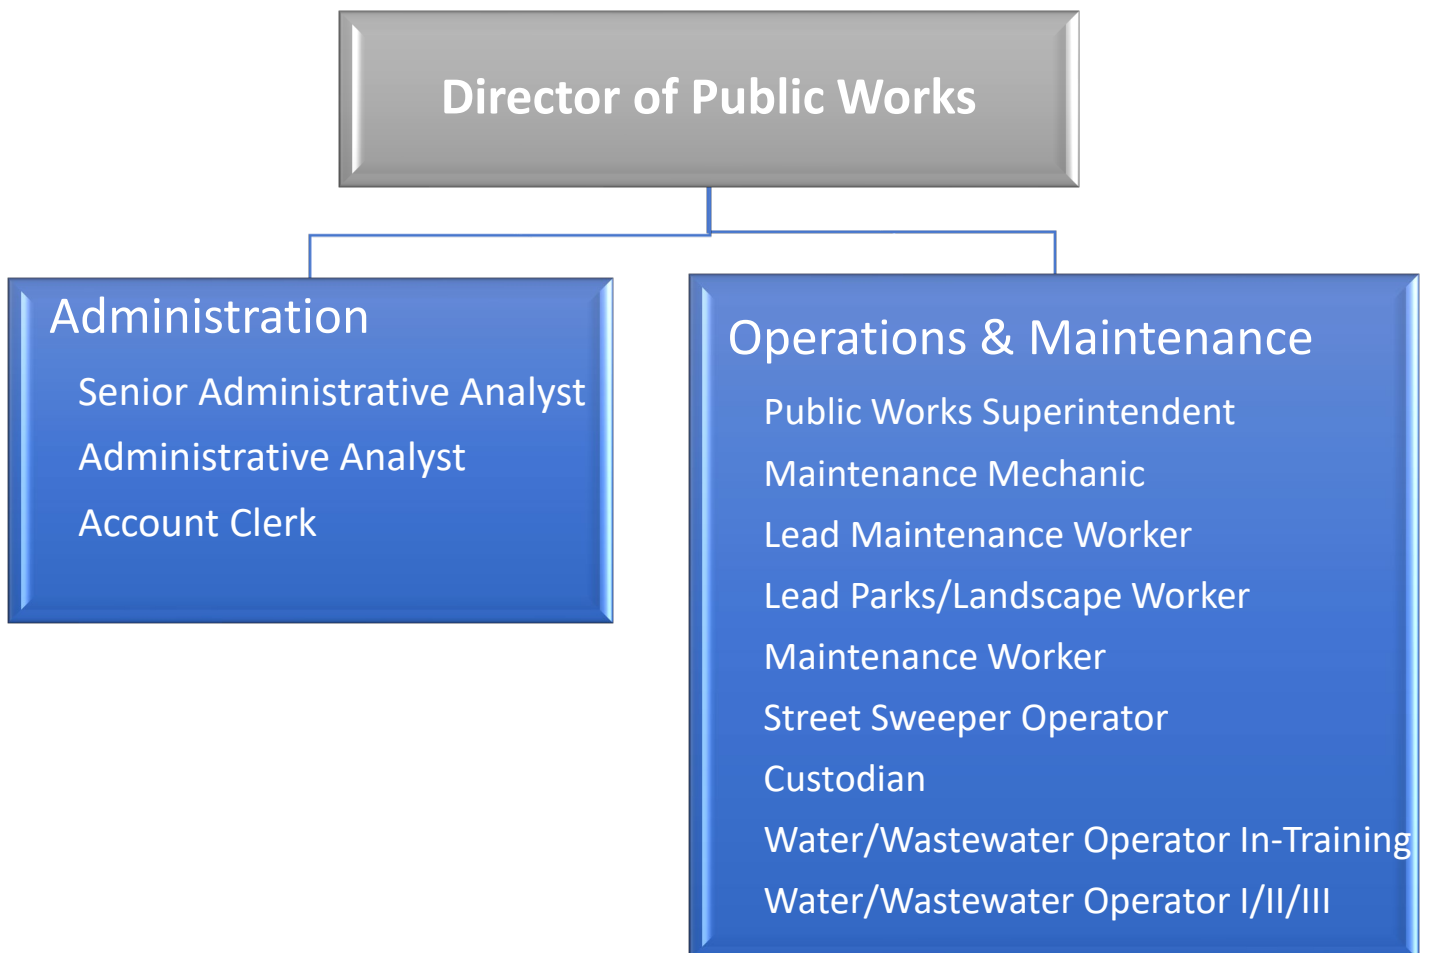 Director of Public Works
Administration
Senior Administrative Analyst
Administrative Analyst
Account Clerk
Operations & Maintenance
Public Works Superintendent
Maintenance Mechanic
Lead Maintenance Worker
Lead Parks/Landscape Worker
Maintenance Worker
Street Sweeper Operator
Custodian
Water/Wastewater Operator In-Training
Water/Wastewater Operator I/II/III